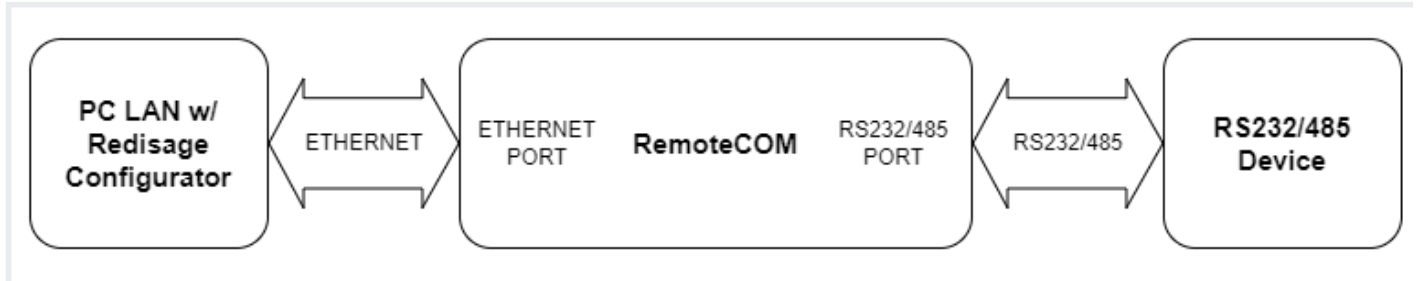 PC LAN w/
Redisage
Configurator
ETHERNET
ETHERNET
PORT
RemoteCOM
RS232/485
PORT
RS232/485
RS232/485
Device